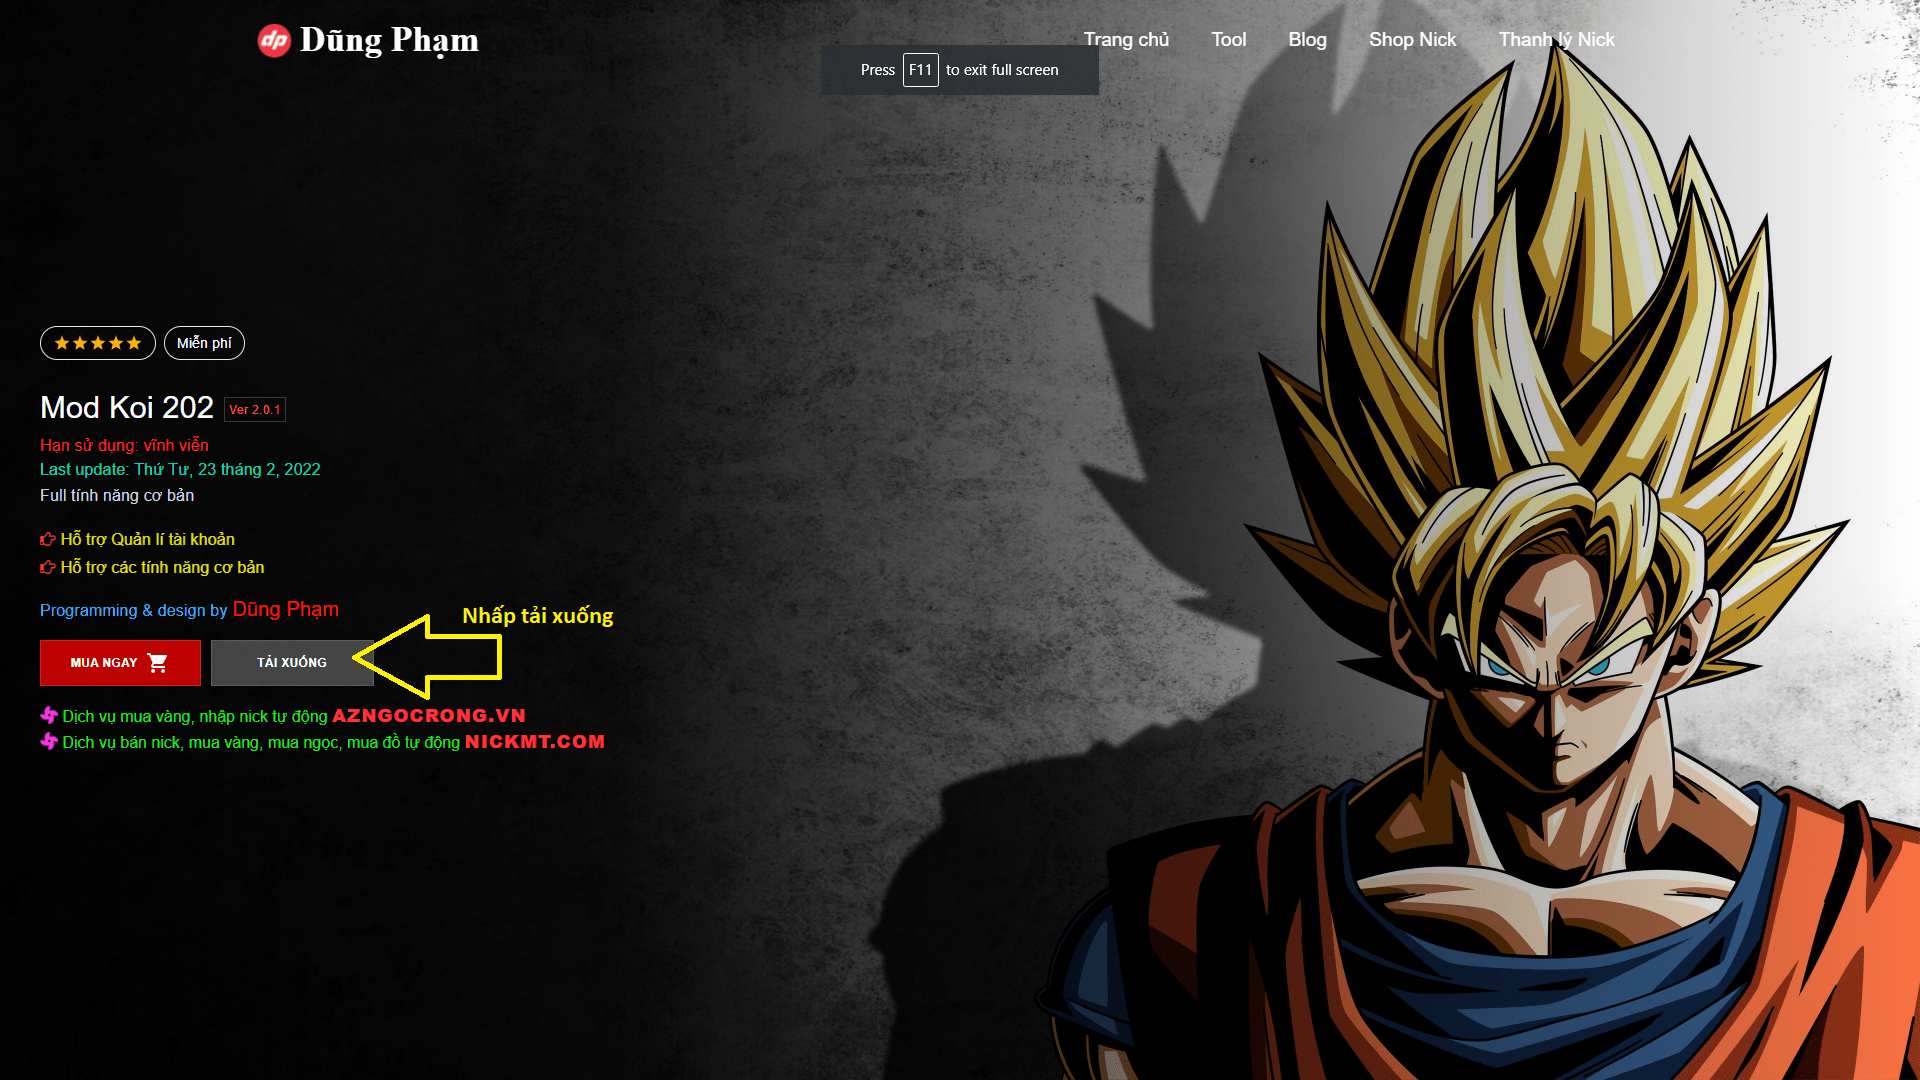 dp Dũng Phạm
Trang chủ Tool Blog Shop Nick Thanh lý Nick
Press F11 to exit full screen
Miễn phí
Mod Koi 202 Ver 2.0.1
Hạn sử dụng: vĩnh viễn
Last update: Thứ Tư, 23 tháng 2, 2022
Full tính năng cơ bản
Hỗ trợ Quản lí tài khoản
Hỗ trợ các tính năng cơ bản
Programming & design by Dũng Phạm
Nhấp tải xuống
MUA NGAY TẢI XUỐNG
Dịch vụ mua vàng, nhập nick tự động AZNGOCRONG.VN
Dịch vụ bán nick, mua vàng, mua ngọc, mua đồ tự động NICKMT.COM